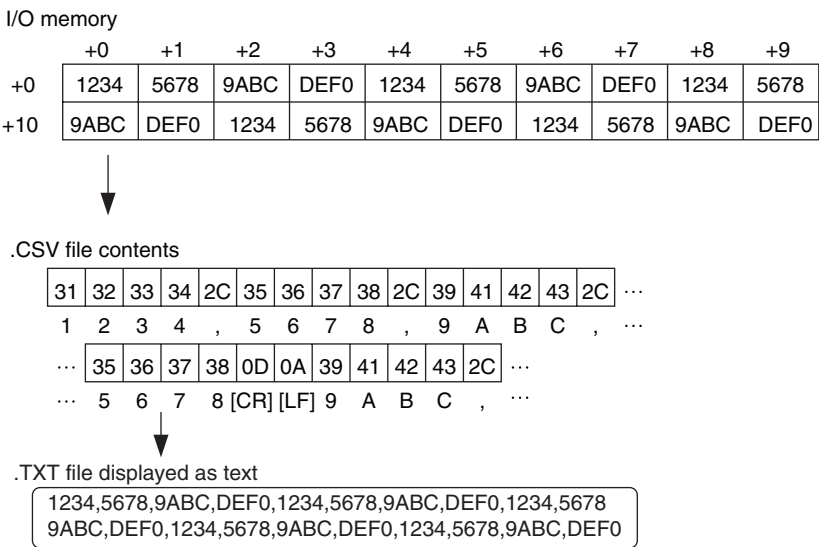 I/O memory
+0 +1 +2 +3 +4 +5 +6 +7 +8 +9
+0 1234 5678 9ABC DEF0 1234 5678 9ABC DEF0 1234 5678
+10 9ABC DEF0 1234 5678 9ABC DEF0 1234 5678 9ABC DEF0
.CSV file contents
31 32 33 34 2C 35 36 37 38 2C 39 41 42 43 2C ...
1 2 3 4 , 5 6 7 8 , 9 A B C , ...
... 35 36 37 38 0D 0A 39 41 42 43 2C ...
... 5 6 7 8 [CR] [LF] 9 A B C , ...
.TXT file displayed as text
1234,5678,9ABC,DEF0,1234,5678,9ABC,DEF0,1234,5678
9ABC,DEF0,1234,5678,9ABC,DEF0,1234,5678,9ABC,DEF0